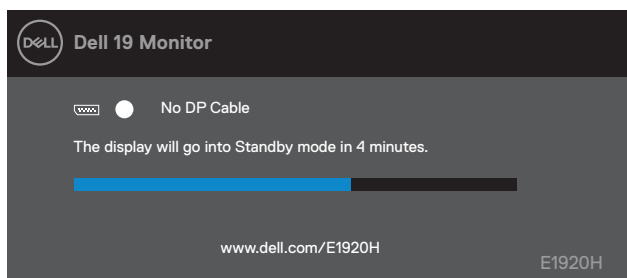 DELL Dell 19 Monitor
No DP Cable
The display will go into Standby mode in 4 minutes.
www.dell.com/E1920H
E1920H